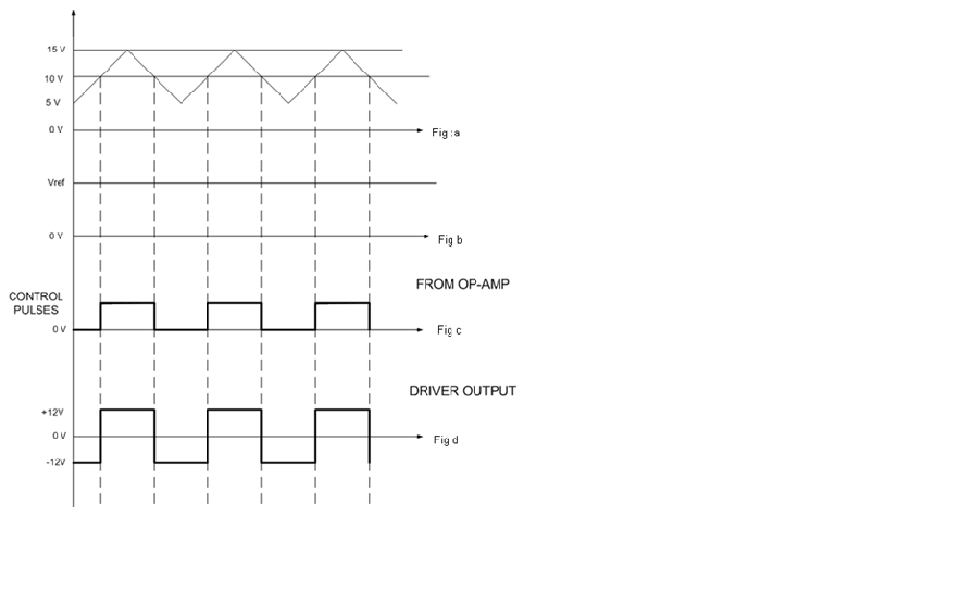 15 V
10 V
5 V
0 V
Fig :a
Vref
0 V
Fig b
FROM OP-AMP
CONTROL
PULSES
0 V
Fig c
DRIVER OUTPUT
+12V
0 V
Fig d
-12V